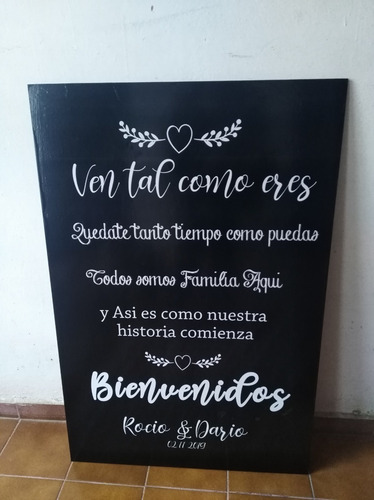 Ven tal como eres
Quedate tanto tiempo como puedas
Todos somos Familia Aqui
y Asi es como nuestra
historia comienza
Bienvenidos
Rocio & Dario
02 11 2019